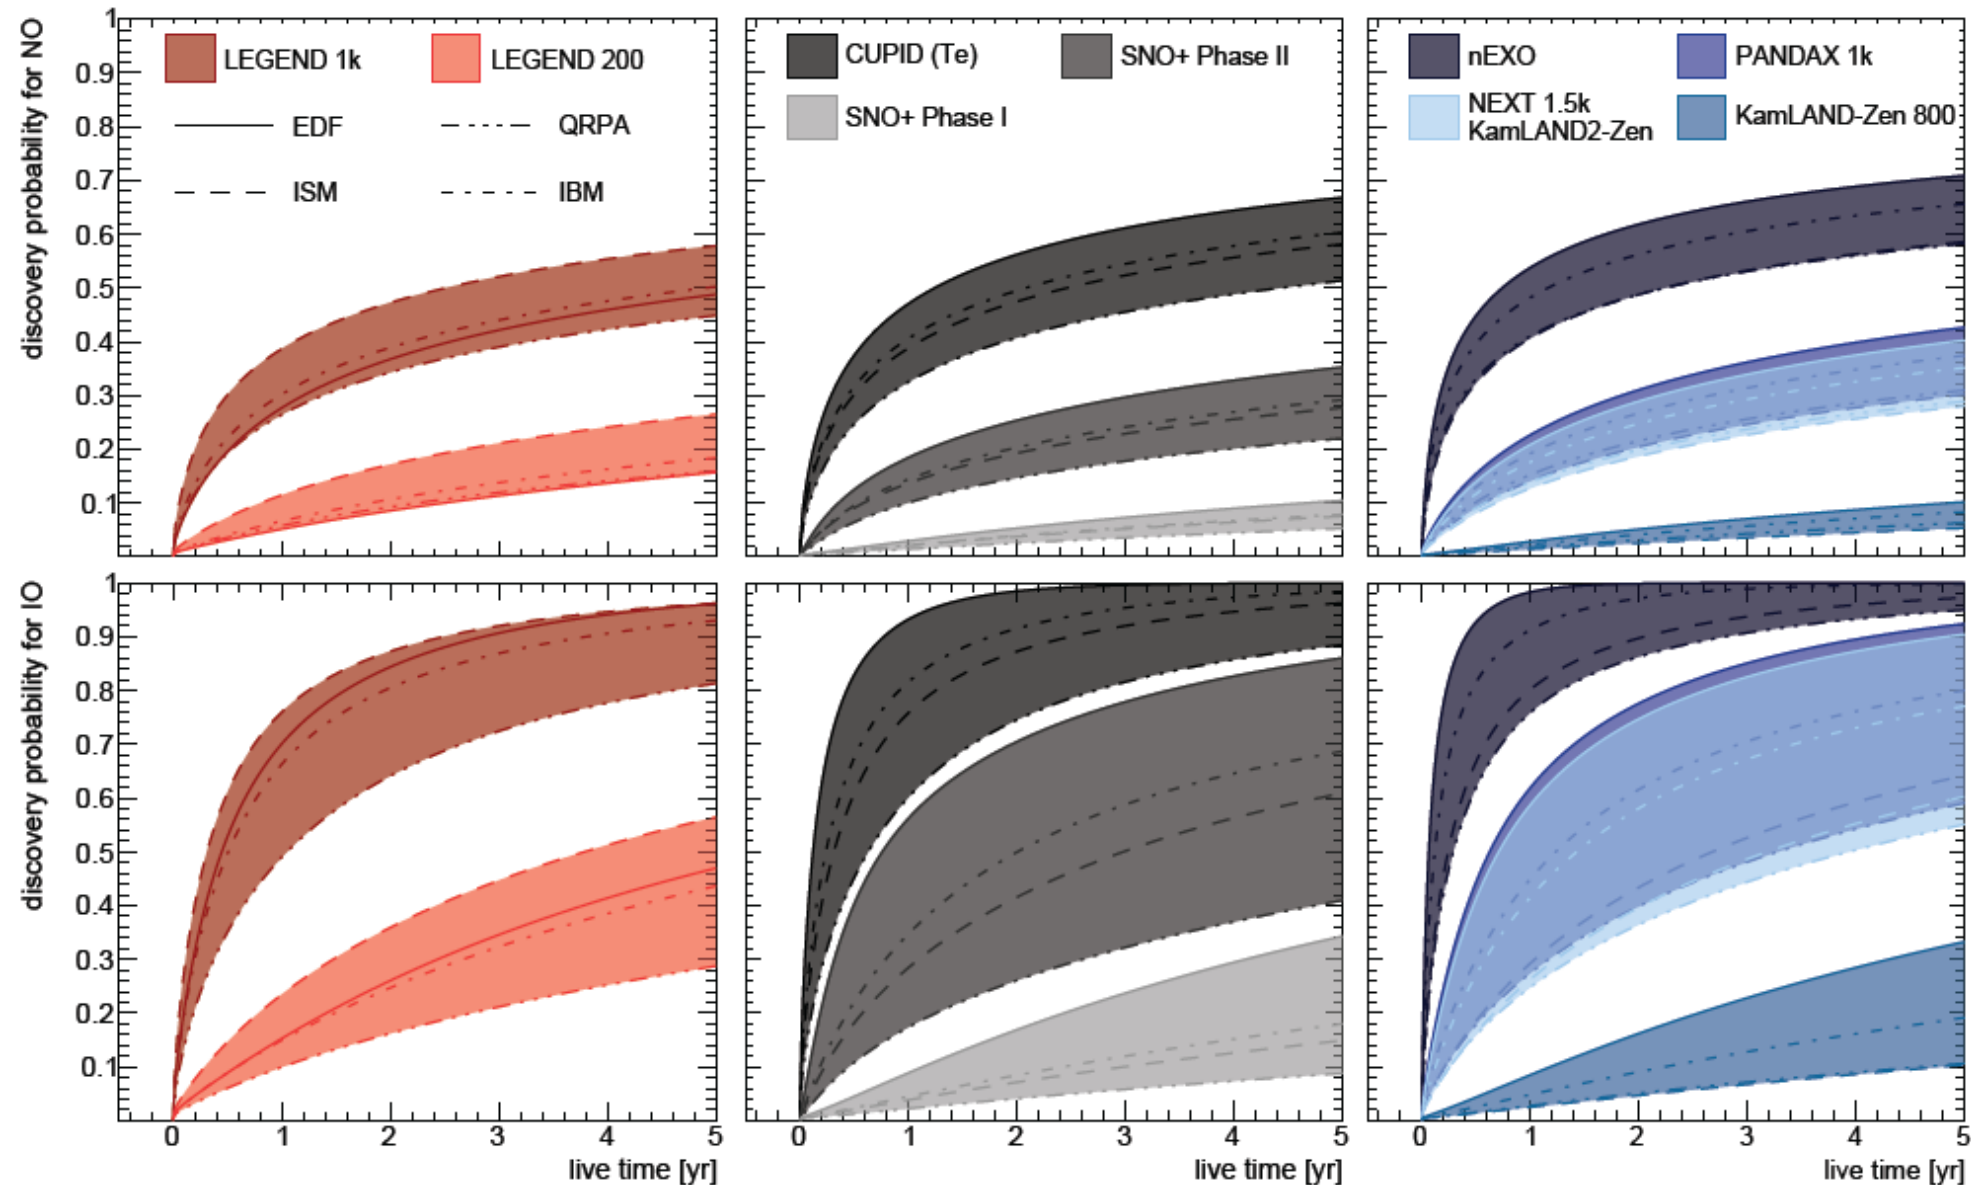 discovery probability for NO
1
0.9
0.8
0.7
0.6
0.5
0.4
0.3
0.2
0.1
LEGEND 1k LEGEND 200
EDF QRPA
ISM IBM
CUPID (Te) SNO+ Phase II
SNO+ Phase I
nEXO PANDAX 1k
NEXT 1.5k
KamLAND2-Zen KamLAND-Zen 800
discovery probability for IO
1
0.9
0.8
0.7
0.6
0.5
0.4
0.3
0.2
0.1
0 1 2 3 4 5
live time [yr]
0 1 2 3 4 5
live time [yr]
0 1 2 3 4 5
live time [yr]